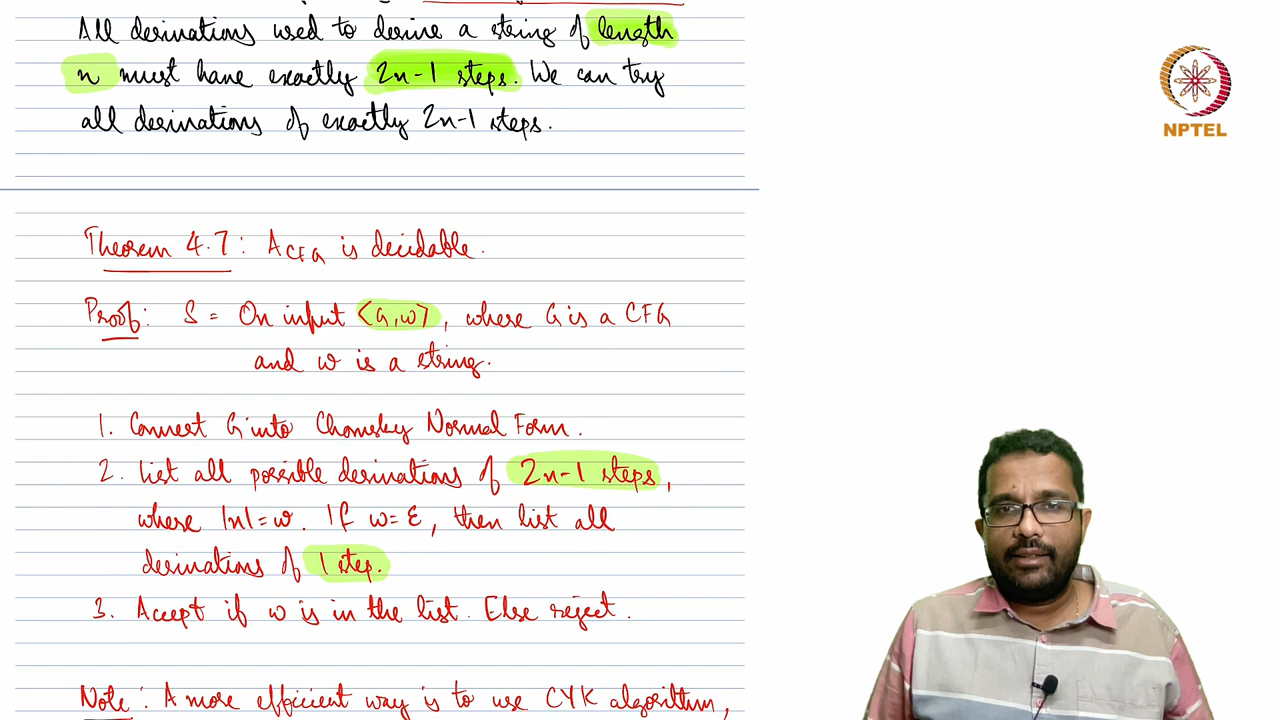 All derivations used to derive a string of length
n must have exactly 2n-1 steps. We can try
all derivations of exactly 2n-1 steps.
NPTEL
Theorem 4.7: A_CFG is decidable.
Proof: S = On input <G,w>, where G is a CFG
and w is a string.
1. Convert G into Chomsky Normal Form.
2. List all possible derivations of 2n-1 steps,
where |n|=w. If w=ε, then list all
derivations of 1 step.
3. Accept if w is in the list. Else reject.
Note: A more efficient way is to use CYK algorithm,